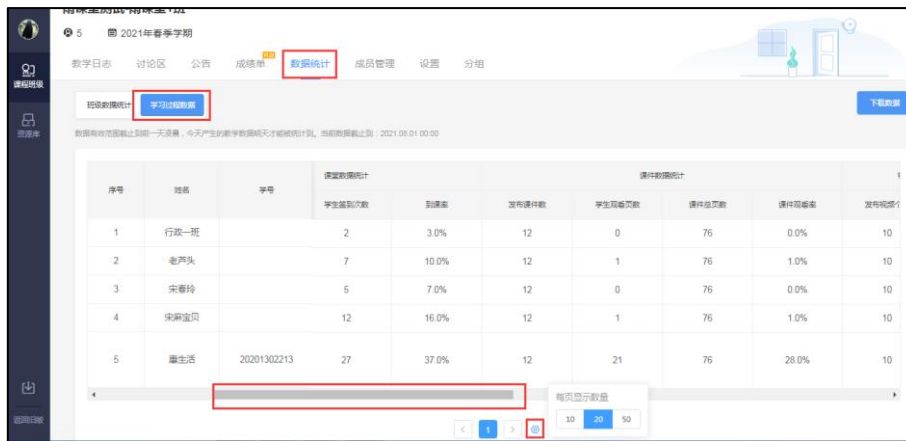 雨课堂测试-雨课堂1班
5 2021年春季学期
教学日志 讨论区 公告 成绩单 数据统计 成员管理 设置 分组
课程班级
资源库
返回旧版
班级数据统计 学习过程数据 下载数据
数据有效范围截止到前一天凌晨，今天产生的教学数据明天才能被统计到。当前数据截止到：2021.08.01 00:00
课堂数据统计 课件数据统计
序号 姓名 学号
学生签到次数 到课率 发布课件数 学生观看页数 课件总页数 课件观看率 发布视频个
1 行政一班 2 3.0% 12 0 76 0.0% 10
2 老芦头 7 10.0% 12 1 76 1.0% 10
3 宋春玲 5 7.0% 12 0 76 0.0% 10
4 宋麻宝贝 12 16.0% 12 1 76 1.0% 10
5 重生活 20201302213 27 37.0% 12 21 76 28.0% 10
每页显示数量
10 20 50
1